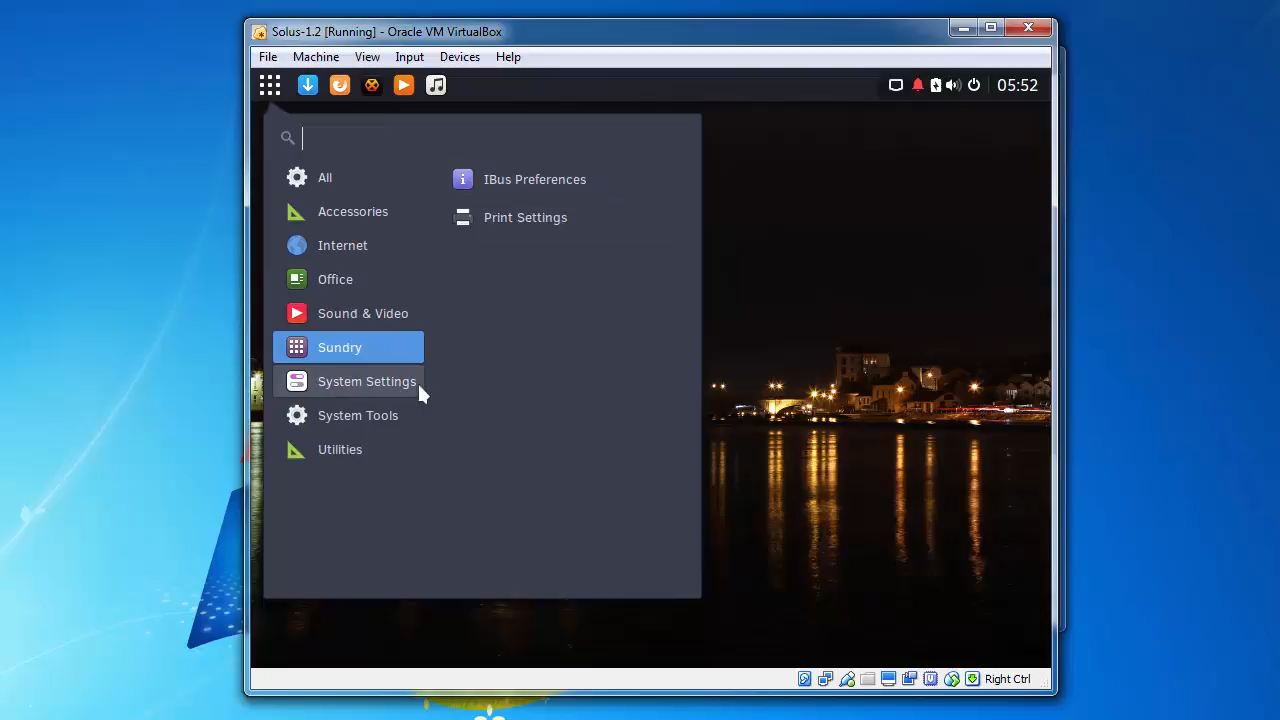 Solus-1.2 [Running] - Oracle VM VirtualBox
File Machine View Input Devices Help
05:52
All
IBus Preferences
Accessories
Print Settings
Internet
Office
Sound & Video
Sundry
System Settings
System Tools
Utilities
Right Ctrl